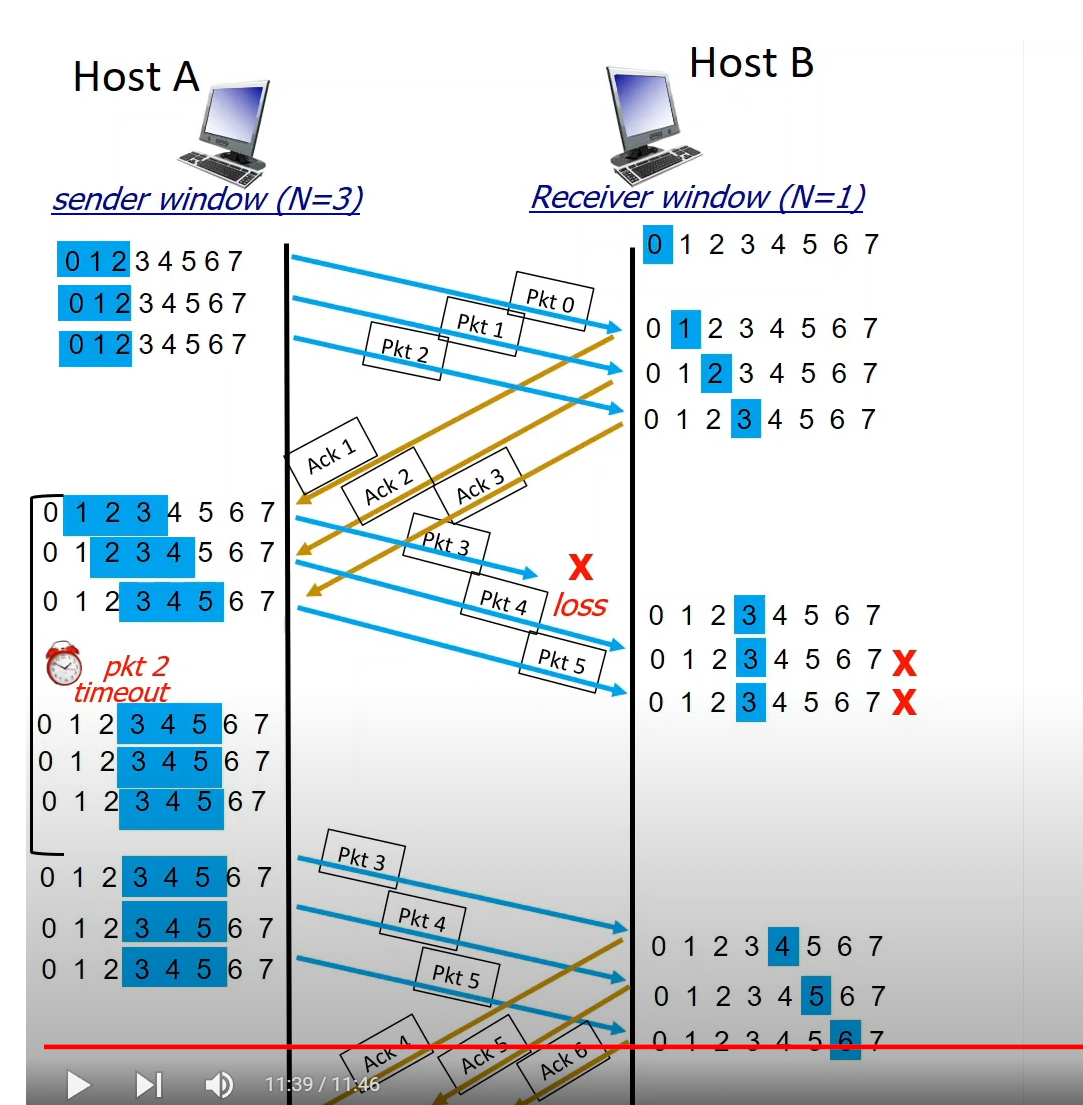 Host A
Host B
sender window (N=3)
Receiver window (N=1)
0 1 2 3 4 5 6 7
0 1 2 3 4 5 6 7
Pkt 0
0 1 2 3 4 5 6 7
Pkt 1
0 1 2 3 4 5 6 7
0 1 2 3 4 5 6 7
Pkt 2
0 1 2 3 4 5 6 7
0 1 2 3 4 5 6 7
Ack 1
Ack 2
Ack 3
0 1 2 3 4 5 6 7
Pkt 3
0 1 2 3 4 5 6 7
X
loss
0 1 2 3 4 5 6 7
Pkt 4
0 1 2 3 4 5 6 7
Pkt 5
0 1 2 3 4 5 6 7 X
pkt 2
timeout
0 1 2 3 4 5 6 7 X
0 1 2 3 4 5 6 7
0 1 2 3 4 5 6 7
0 1 2 3 4 5 6 7
Pkt 3
0 1 2 3 4 5 6 7
Pkt 4
0 1 2 3 4 5 6 7
0 1 2 3 4 5 6 7
Pkt 5
0 1 2 3 4 5 6 7
0 1 2 3 4 5 6 7
Ack 4
Ack 5
Ack 6
0 1 2 3 4 5 6 7
11:39 / 11:46